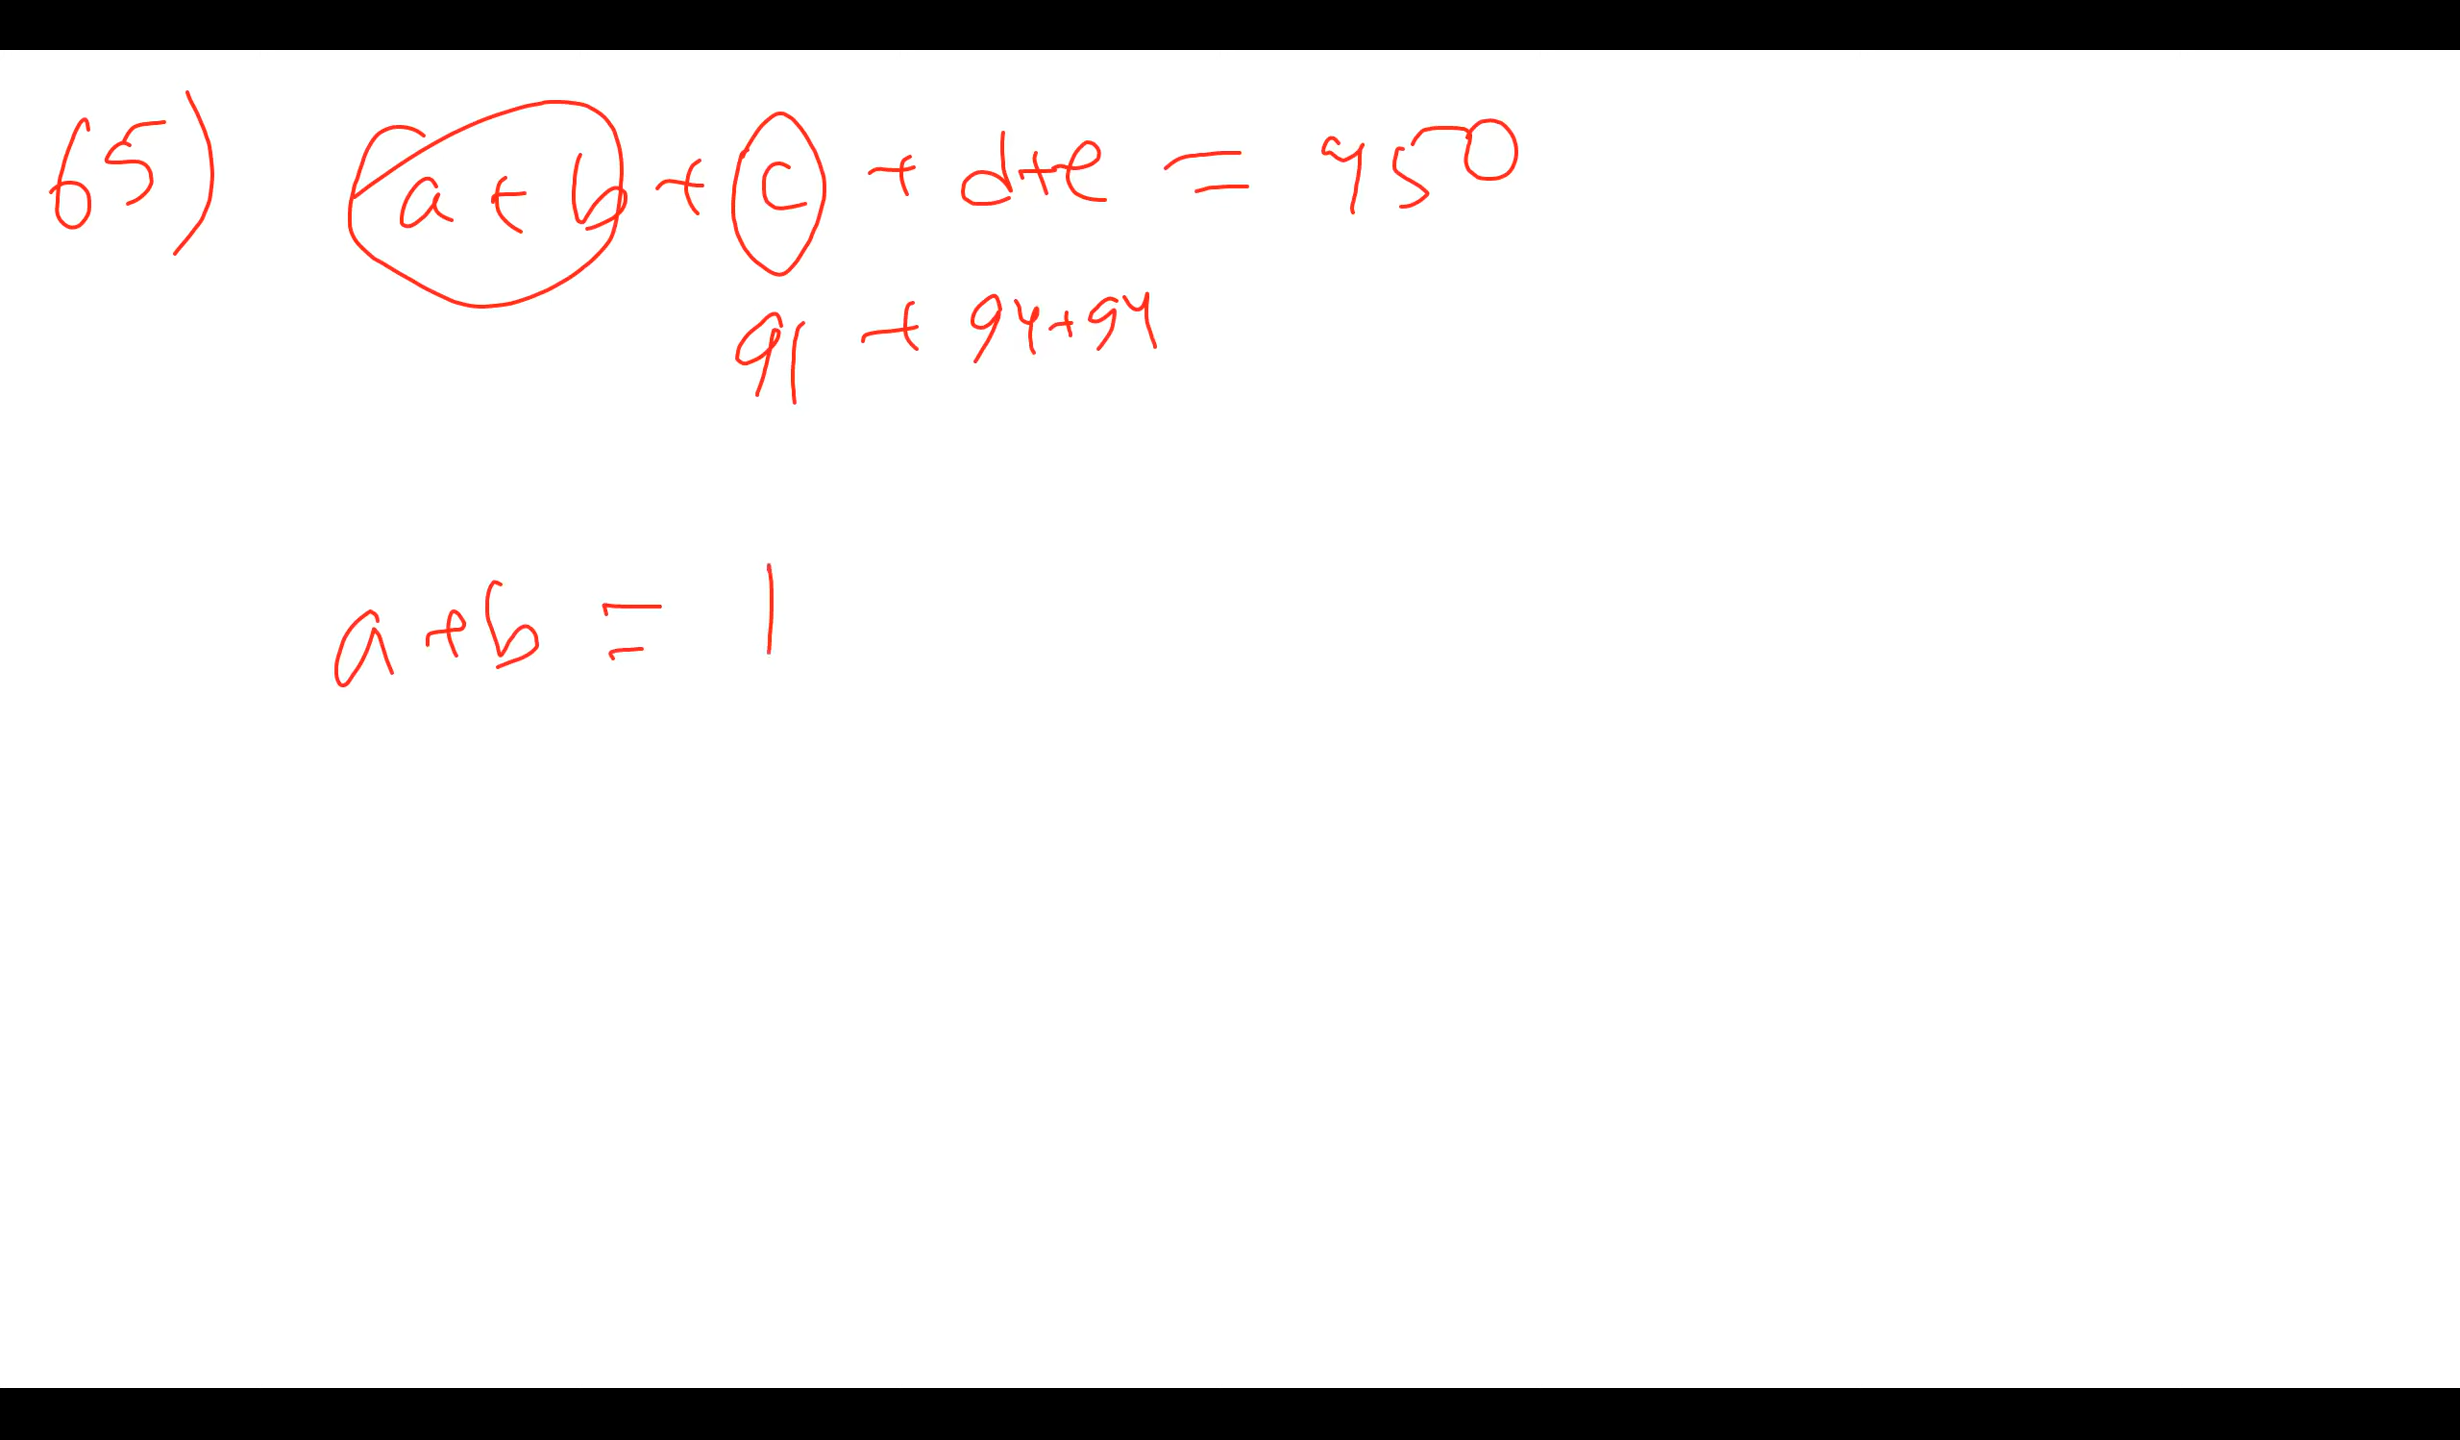 65) a+b + c + d+e = 450
91 + 94+94
a+b = 1